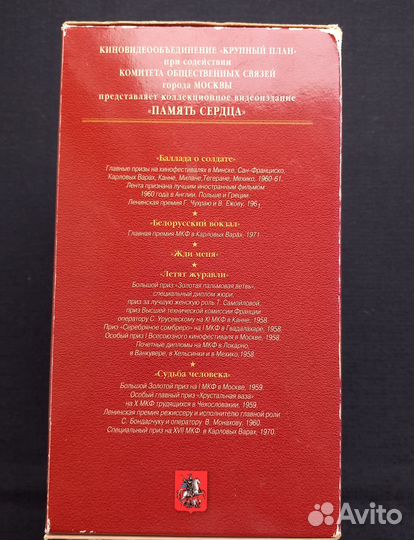 КИНОВИДЕООБЪЕДИНЕНИЕ «КРУПНЫЙ ПЛАН»
при содействии
КОМИТЕТА ОБЩЕСТВЕННЫХ СВЯЗЕЙ
города МОСКВЫ
представляет коллекционное видеоиздание
«ПАМЯТЬ СЕРДЦА»
«Баллада о солдате»
Главные призы на кинофестивалях в Минске, Сан-Франциско,
Карловых Варах, Канне, Милане, Тегеране, Мехико, 1960-61.
Лента признана лучшим иностранным фильмом
1960 года в Англии, Польше и Греции.
Ленинская премия Г. Чухраю и В. Ежову, 1961
«Белорусский вокзал»
Главная премия МКФ в Карловых Варах, 1971.
«Жди меня»
«Летят журавли»
Большой приз «Золотая пальмовая ветвь»,
специальный диплом жюри,
приз за лучшую женскую роль Т. Самойловой,
приз Высшей технической комиссии Франции
оператору С. Урусевскому на XI МКФ в Канне, 1958.
Приз «Серебряное сомбреро» на I МКФ в Гвадалахаре, 1958.
Особый приз I Всесоюзного кинофестиваля в Москве, 1958
Почетные дипломы на МКФ в Локарно,
в Ванкувере, в Хельсинки и в Мехико, 1958.
«Судьба человека»
Большой Золотой приз на I МКФ в Москве, 1959.
Особый главный приз «Хрустальная ваза»
на X МКФ трудящихся в Чехословакии, 1959.
Ленинская премия режиссеру и исполнителю главной роли
С. Бондарчуку и оператору В. Монахову, 1960.
Специальный приз на XVII МКФ в Карловых Варах, 1970.
Avito